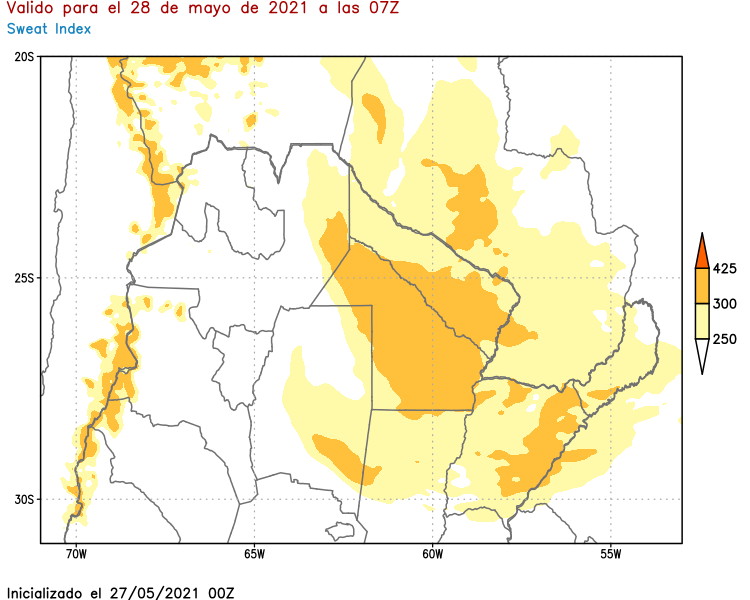 Valido para el 28 de mayo de 2021 a las 07Z
Sweat Index
20S
25S
30S
70W 65W 60W 55W
425
300
250
Inicializado el 27/05/2021 00Z